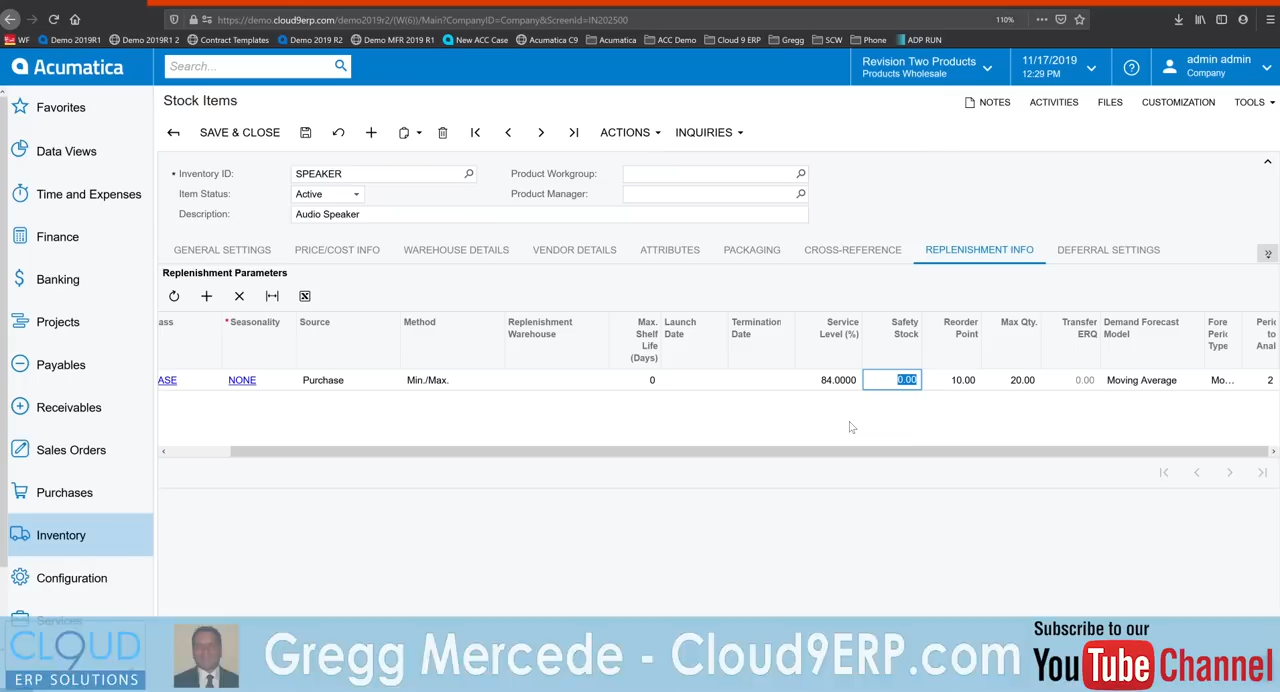 https://demo.cloud9erp.com/demo2019r2/(W(6))/Main?CompanyID=Company&ScreenId=IN202500
110%
WF
Demo 2019R1
Demo 2019R1 2
Contract Templates
Demo 2019 R2
Demo MFR 2019 R1
New ACC Case
Acumatica C9
Acumatica
ACC Demo
Cloud 9 ERP
Gregg
SCW
Phone
ADP RUN
Acumatica
Search...
Revision Two Products
Products Wholesale
11/17/2019
12:29 PM
admin admin
Company
Favorites
Data Views
Time and Expenses
Finance
Banking
Projects
Payables
Receivables
Sales Orders
Purchases
Inventory
Configuration
Services
Stock Items
NOTES
ACTIVITIES
FILES
CUSTOMIZATION
TOOLS
SAVE & CLOSE
ACTIONS
INQUIRIES
• Inventory ID:
SPEAKER
Product Workgroup:
Item Status:
Active
Product Manager:
Description:
Audio Speaker
GENERAL SETTINGS
PRICE/COST INFO
WAREHOUSE DETAILS
VENDOR DETAILS
ATTRIBUTES
PACKAGING
CROSS-REFERENCE
REPLENISHMENT INFO
DEFERRAL SETTINGS
Replenishment Parameters
ass
* Seasonality
Source
Method
Replenishment
Warehouse
Max.
Shelf
Life
(Days)
Launch
Date
Termination
Date
Service
Level (%)
Safety
Stock
Reorder
Point
Max Qty.
Transfer
ERQ
Demand Forecast
Model
Fore
Peric
Type
Peric
to
Anal
ASE
NONE
Purchase
Min./Max.
0
84.0000
0.00
10.00
20.00
0.00
Moving Average
Mo...
2
CLOUD
9
ERP SOLUTIONS
Gregg Mercede - Cloud9ERP.com
Subscribe to our
YouTube Channel